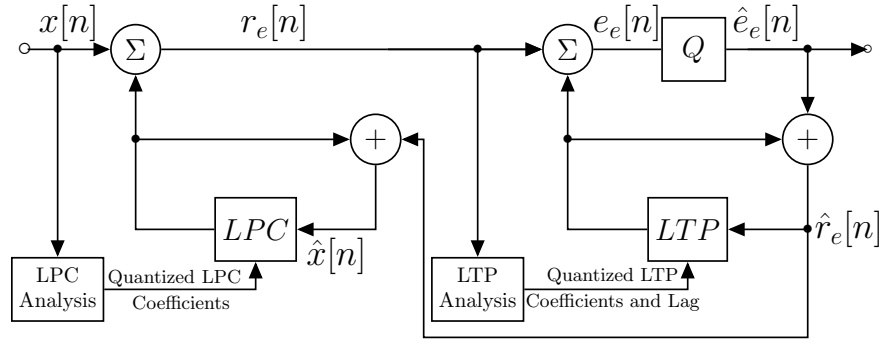 x[n]
Σ
r_e[n]
Σ
e_e[n]
Q
ê_e[n]
+
+
LPC
x̂[n]
LTP
r̂_e[n]
LPC
Analysis
Quantized LPC
Coefficients
LTP
Analysis
Quantized LTP
Coefficients and Lag